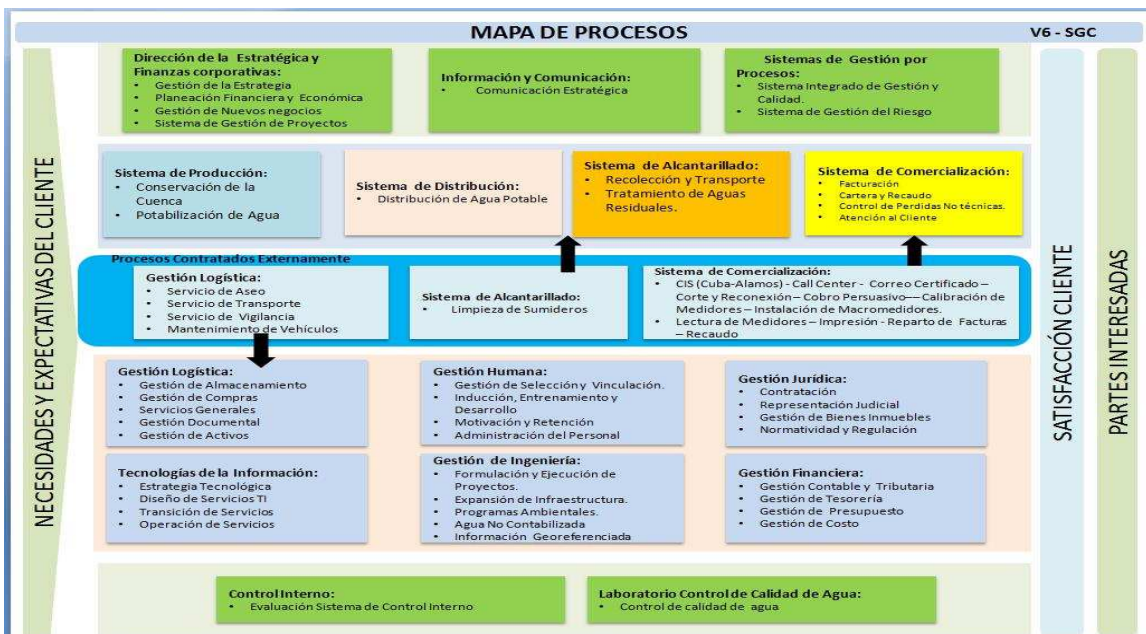 MAPA DE PROCESOS
V6 - SGC
NECESIDADES Y EXPECTATIVAS DEL CLIENTE
Dirección de la Estratégica y
Finanzas corporativas:
• Gestión de la Estrategia
• Planeación Financiera y Económica
• Gestión de Nuevos negocios
• Sistema de Gestión de Proyectos
Información y Comunicación:
• Comunicación Estratégica
Sistemas de Gestión por
Procesos:
• Sistema Integrado de Gestión y
Calidad.
• Sistema de Gestión del Riesgo
Sistema de Producción:
• Conservación de la
Cuenca
• Potabilización de Agua
Sistema de Distribución:
• Distribución de Agua Potable
Sistema de Alcantarillado:
• Recolección y Transporte
• Tratamiento de Aguas
Residuales.
Sistema de Comercialización:
• Facturación
• Cartera y Recaudo
• Control de Perdidas No técnicas.
• Atención al Cliente
Procesos Contratados Externamente
Gestión Logística:
• Servicio de Aseo
• Servicio de Transporte
• Servicio de Vigilancia
• Mantenimiento de Vehículos
Sistema de Alcantarillado:
• Limpieza de Sumideros
Sistema de Comercialización:
• CIS (Cuba-Alamos) - Call Center - Correo Certificado –
Corte y Reconexión – Cobro Persuasivo — Calibración de
Medidores – Instalación de Macromedidores.
• Lectura de Medidores – Impresión - Reparto de Facturas
– Recaudo
Gestión Logística:
• Gestión de Almacenamiento
• Gestión de Compras
• Servicios Generales
• Gestión Documental
• Gestión de Activos
Gestión Humana:
• Gestión de Selección y Vinculación.
• Inducción, Entrenamiento y
Desarrollo
• Motivación y Retención
• Administración del Personal
Gestión Jurídica:
• Contratación
• Representación Judicial
• Gestión de Bienes Inmuebles
• Normatividad y Regulación
Tecnologías de la Información:
• Estrategia Tecnológica
• Diseño de Servicios TI
• Transición de Servicios
• Operación de Servicios
Gestión de Ingeniería:
• Formulación y Ejecución de
Proyectos.
• Expansión de Infraestructura.
• Programas Ambientales.
• Agua No Contabilizada
• Información Georeferenciada
Gestión Financiera:
• Gestión Contable y Tributaria
• Gestión de Tesorería
• Gestión de Presupuesto
• Gestión de Costo
Control Interno:
• Evaluación Sistema de Control Interno
Laboratorio Control de Calidad de Agua:
• Control de calidad de agua
SATISFACCIÓN CLIENTE
PARTES INTERESADAS